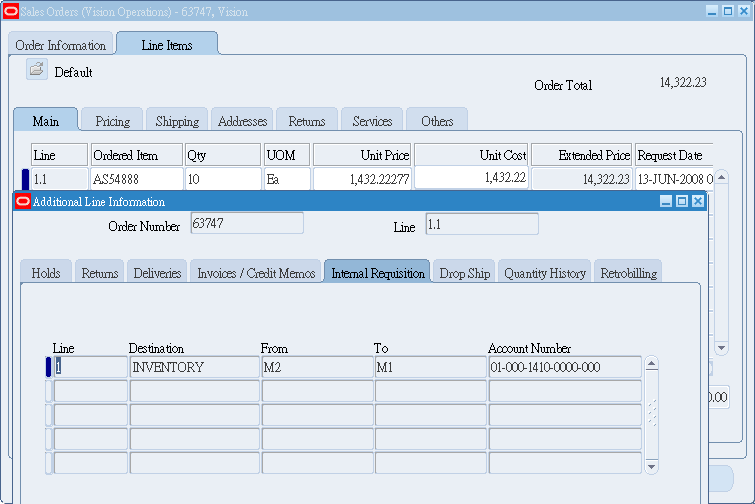 Sales Orders (Vision Operations) - 63747, Vision
Order Information Line Items
Default
Order Total 14,322.23
Main Pricing Shipping Addresses Returns Services Others
Line Ordered Item Qty UOM Unit Price Unit Cost Extended Price Request Date
1.1 AS54888 10 Ea 1,432.22277 1,432.22 14,322.23 13-JUN-2008 0
Additional Line Information
Order Number 63747 Line 1.1
Holds Returns Deliveries Invoices / Credit Memos Internal Requisition Drop Ship Quantity History Retrobilling
Line Destination From To Account Number
1 INVENTORY M2 M1 01-000-1410-0000-000
0.00